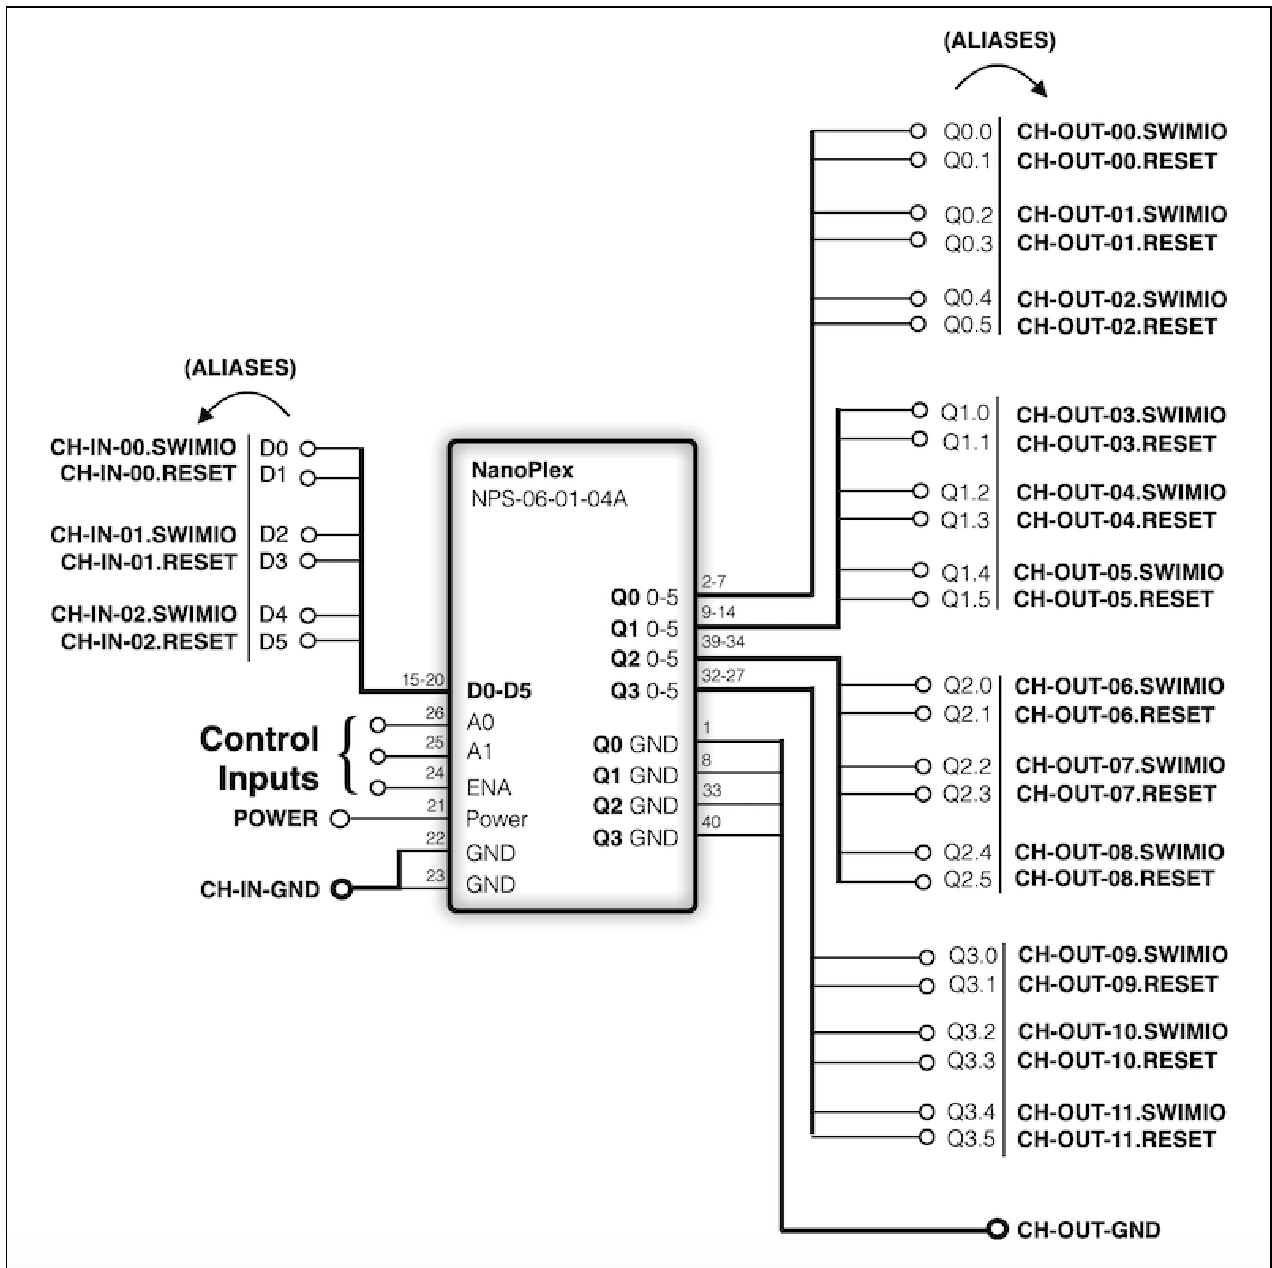 (ALIASES)
Q0.0 CH-OUT-00.SWIMIO
Q0.1 CH-OUT-00.RESET
Q0.2 CH-OUT-01.SWIMIO
Q0.3 CH-OUT-01.RESET
Q0.4 CH-OUT-02.SWIMIO
Q0.5 CH-OUT-02.RESET
(ALIASES)
CH-IN-00.SWIMIO D0
CH-IN-00.RESET D1
CH-IN-01.SWIMIO D2
CH-IN-01.RESET D3
CH-IN-02.SWIMIO D4
CH-IN-02.RESET D5
Q1.0 CH-OUT-03.SWIMIO
Q1.1 CH-OUT-03.RESET
Q1.2 CH-OUT-04.SWIMIO
Q1.3 CH-OUT-04.RESET
Q1.4 CH-OUT-05.SWIMIO
Q1.5 CH-OUT-05.RESET
NanoPlex
NPS-06-01-04A
Q0 0-5 2-7
Q1 0-5 9-14
Q2 0-5 39-34
Q3 0-5 32-27
15-20 D0-D5
26 A0
25 A1
24 ENA
21 Power
22 GND
23 GND
Control
Inputs
POWER
CH-IN-GND
Q0 GND 1
Q1 GND 8
Q2 GND 33
Q3 GND 40
Q2.0 CH-OUT-06.SWIMIO
Q2.1 CH-OUT-06.RESET
Q2.2 CH-OUT-07.SWIMIO
Q2.3 CH-OUT-07.RESET
Q2.4 CH-OUT-08.SWIMIO
Q2.5 CH-OUT-08.RESET
Q3.0 CH-OUT-09.SWIMIO
Q3.1 CH-OUT-09.RESET
Q3.2 CH-OUT-10.SWIMIO
Q3.3 CH-OUT-10.RESET
Q3.4 CH-OUT-11.SWIMIO
Q3.5 CH-OUT-11.RESET
CH-OUT-GND